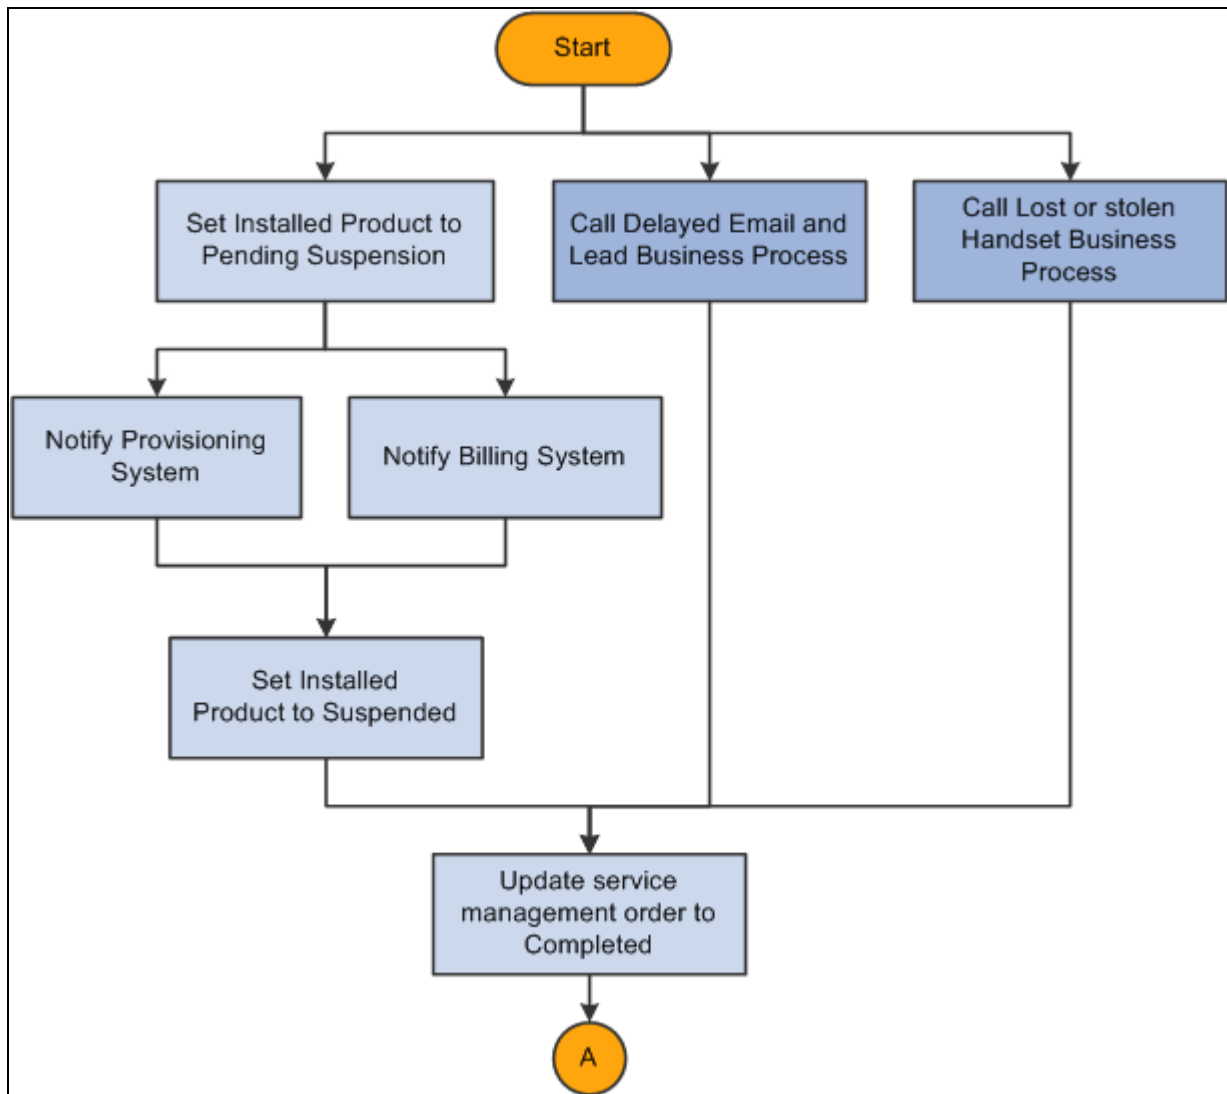 Start
Set Installed Product to
Pending Suspension
Call Delayed Email and
Lead Business Process
Call Lost or stolen
Handset Business
Process
Notify Provisioning
System
Notify Billing System
Set Installed
Product to Suspended
Update service
management order to
Completed
A